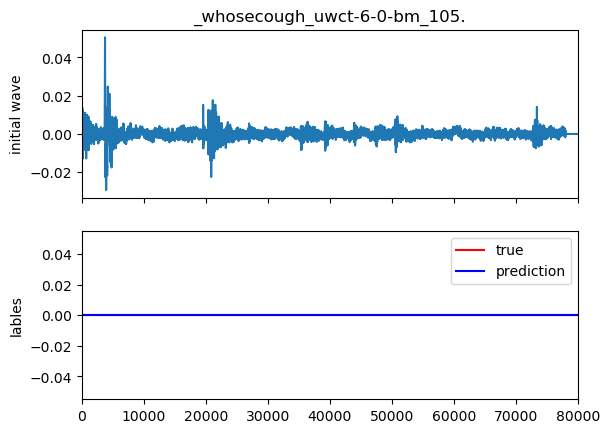 _whosecough_uwct-6-0-bm_105.
initial wave
0.04
0.02
0.00
−0.02
lables
0.04
0.02
0.00
−0.02
−0.04
true
prediction
0 10000 20000 30000 40000 50000 60000 70000 80000